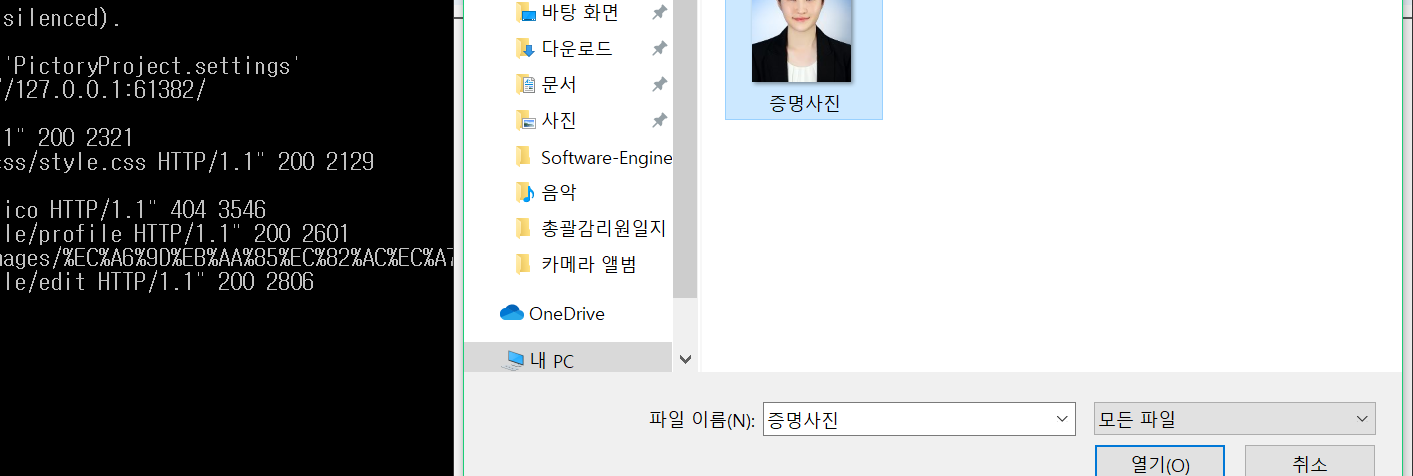 silenced).
'PictoryProject.settings'
/127.0.0.1:61382/
1" 200 2321
css/style.css HTTP/1.1" 200 2129
ico HTTP/1.1" 404 3546
le/profile HTTP/1.1" 200 2601
mages/%EC%A6%9D%EB%AA%85%EC%82%AC%EC%A7
le/edit HTTP/1.1" 200 2806
바탕 화면
다운로드
문서
사진
Software-Engine
음악
총괄감리원일지
카메라 앨범
OneDrive
내 PC
증명사진
파일 이름(N):
증명사진
모든 파일
열기(O)
취소